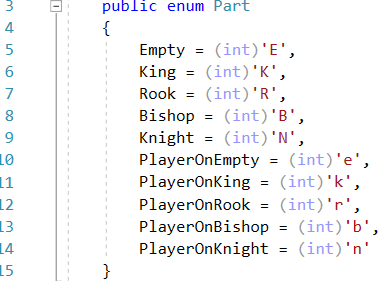 3 public enum Part
4 {
5 Empty = (int)'E',
6 King = (int)'K',
7 Rook = (int)'R',
8 Bishop = (int)'B',
9 Knight = (int)'N',
10 PlayerOnEmpty = (int)'e',
11 PlayerOnKing = (int)'k',
12 PlayerOnRook = (int)'r',
13 PlayerOnBishop = (int)'b',
14 PlayerOnKnight = (int)'n'
15 }